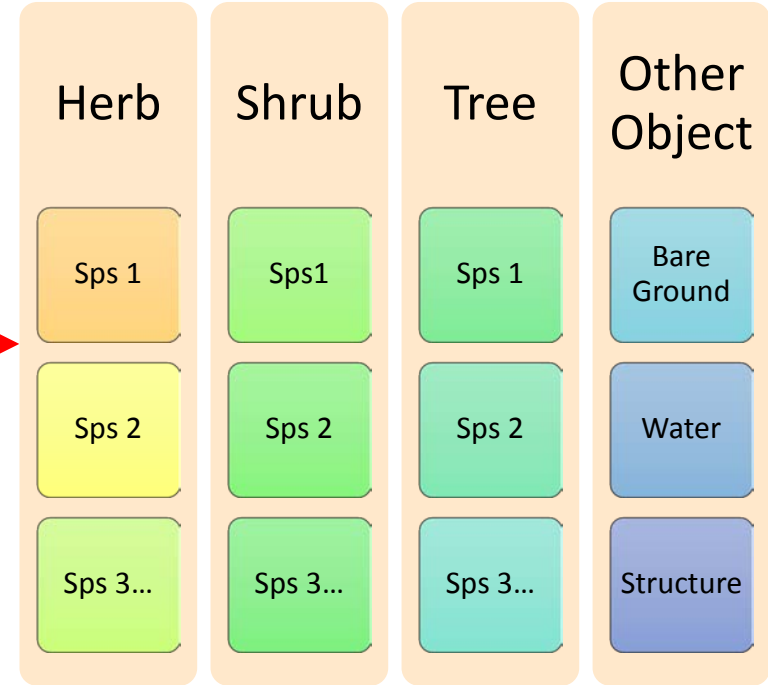 Herb
Sps 1
Sps 2
Sps 3...
Shrub
Sps1
Sps 2
Sps 3...
Tree
Sps 1
Sps 2
Sps 3...
Other
Object
Bare
Ground
Water
Structure